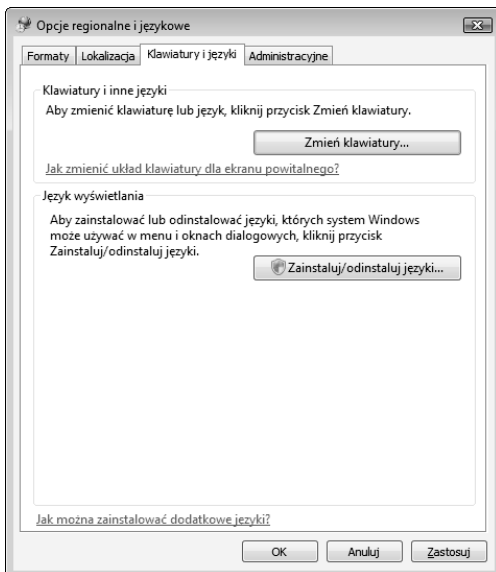 Opcje regionalne i językowe
Formaty Lokalizacja Klawiatury i języki Administracyjne
Klawiatury i inne języki
Aby zmienić klawiaturę lub język, kliknij przycisk Zmień klawiatury.
Zmień klawiatury...
Jak zmienić układ klawiatury dla ekranu powitalnego?
Język wyświetlania
Aby zainstalować lub odinstalować języki, których system Windows
może używać w menu i oknach dialogowych, kliknij przycisk
Zainstaluj/odinstaluj języki.
Zainstaluj/odinstaluj języki...
Jak można zainstalować dodatkowe języki?
OK Anuluj Zastosuj